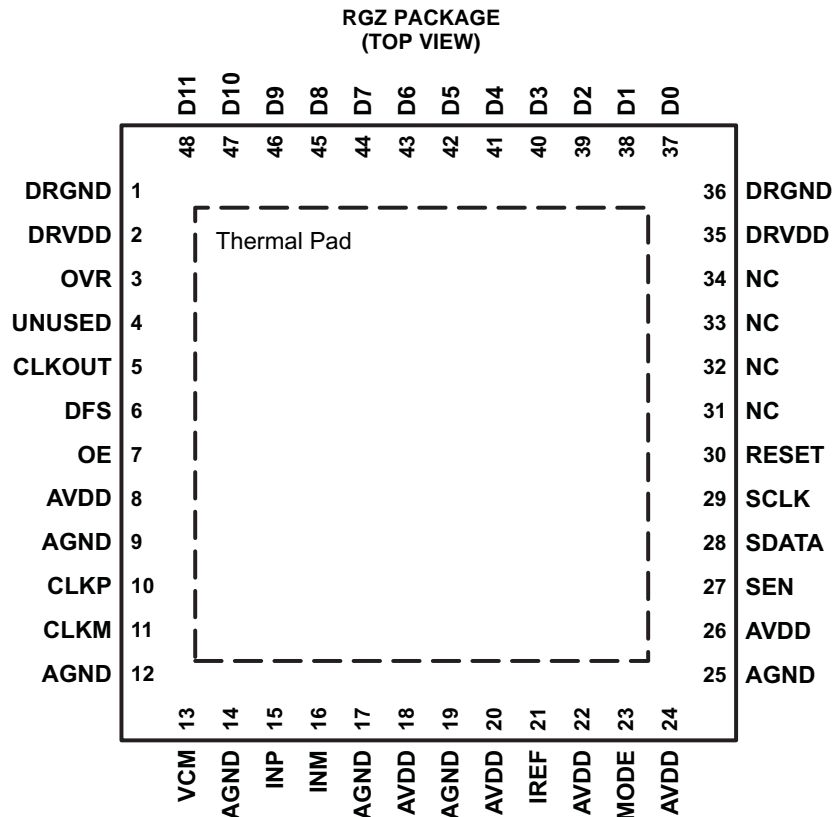 RGZ PACKAGE
(TOP VIEW)
D11 D10 D9 D8 D7 D6 D5 D4 D3 D2 D1 D0
48 47 46 45 44 43 42 41 40 39 38 37
DRGND 1 36 DRGND
DRVDD 2 Thermal Pad 35 DRVDD
OVR 3 34 NC
UNUSED 4 33 NC
CLKOUT 5 32 NC
DFS 6 31 NC
OE 7 30 RESET
AVDD 8 29 SCLK
AGND 9 28 SDATA
CLKP 10 27 SEN
CLKM 11 26 AVDD
AGND 12 25 AGND
13 14 15 16 17 18 19 20 21 22 23 24
VCM AGND INP INM AGND AVDD AGND AVDD IREF AVDD MODE AVDD